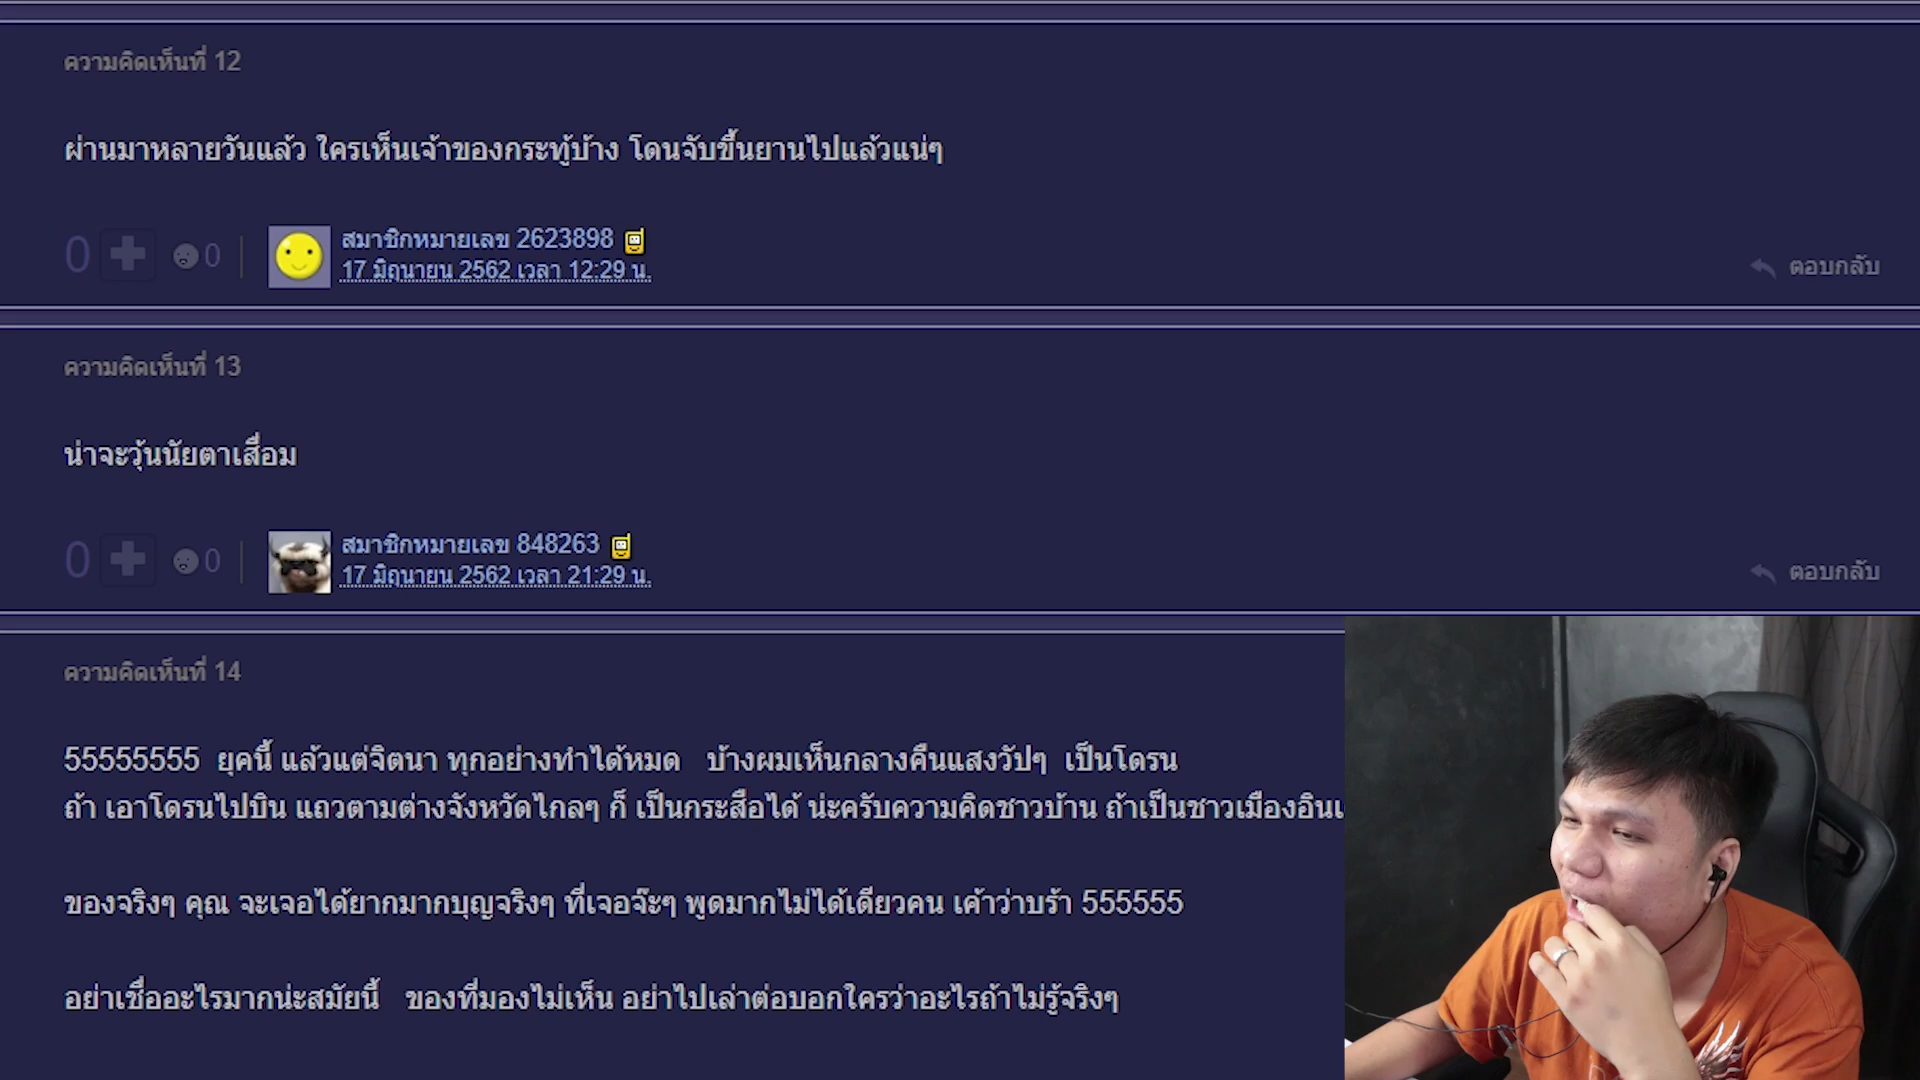 ความคิดเห็นที่ 12
ผ่านมาหลายวันแล้ว ใครเห็นเจ้าของกระทู้บ้าง โดนจับขึ้นยานไปแล้วแน่ๆ
0 0
สมาชิกหมายเลข 2623898
17 มิถุนายน 2562 เวลา 12:29 น.
ตอบกลับ
ความคิดเห็นที่ 13
น่าจะวุ้นนัยตาเสื่อม
0 0
สมาชิกหมายเลข 848263
17 มิถุนายน 2562 เวลา 21:29 น.
ตอบกลับ
ความคิดเห็นที่ 14
55555555 ยุคนี้ แล้วแต่จิตนา ทุกอย่างทำได้หมด บ้างผมเห็นกลางคืนแสงวัปๆ เป็นโดรน
ถ้า เอาโดรนไปบิน แถวตามต่างจังหวัดไกลๆ ก็ เป็นกระสือได้ น่ะครับความคิดชาวบ้าน ถ้าเป็นชาวเมืองอิน
ของจริงๆ คุณ จะเจอได้ยากมากบุญจริงๆ ที่เจอจ๊ะๆ พูดมากไม่ได้เดียวคน เค้าว่าบร้า 555555
อย่าเชื่ออะไรมากน่ะสมัยนี้ ของที่มองไม่เห็น อย่าไปเล่าต่อบอกใครว่าอะไรถ้าไม่รู้จริงๆ